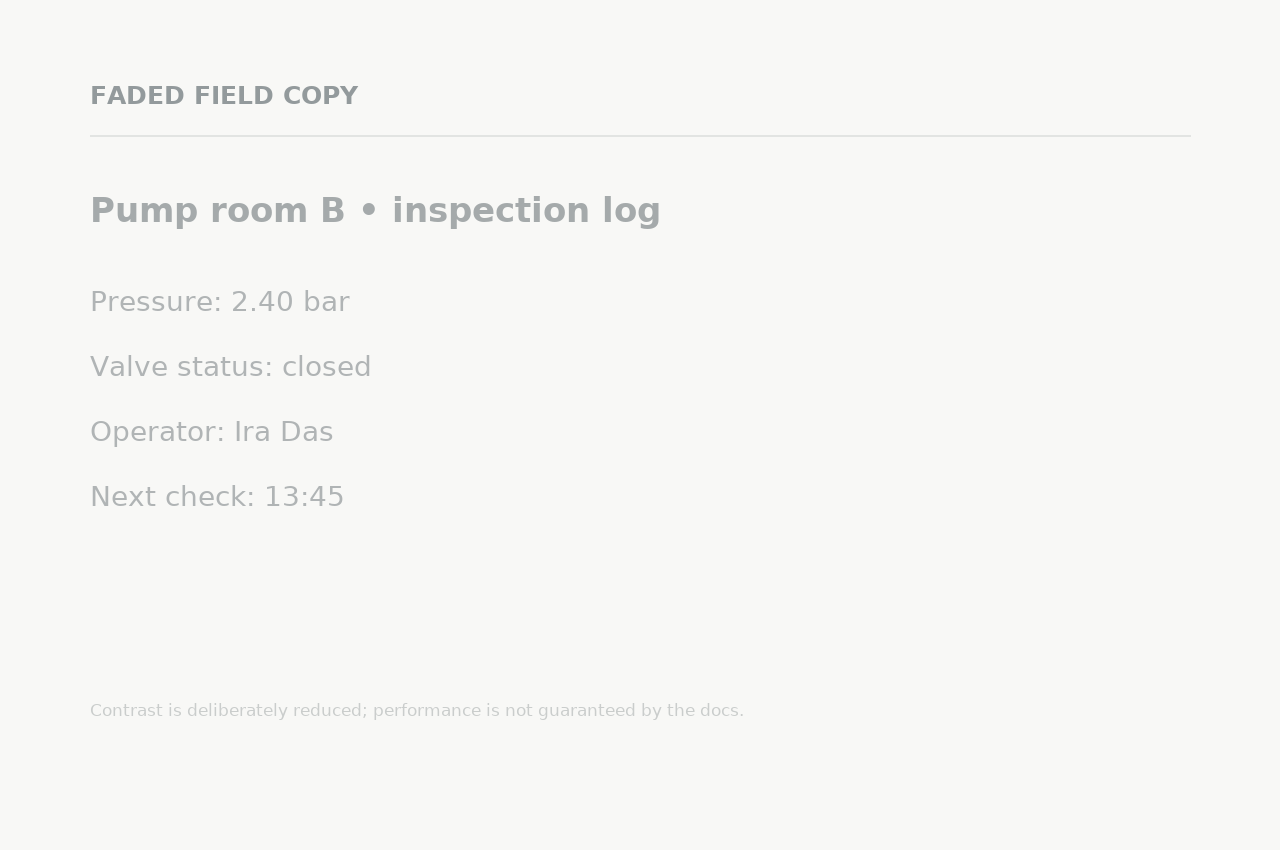 FADED FIELD COPY
Pump room B • inspection log
Pressure: 2.40 bar
Valve status: closed
Operator: Ira Das
Next check: 13:45
Contrast is deliberately reduced; performance is not guaranteed by the docs.